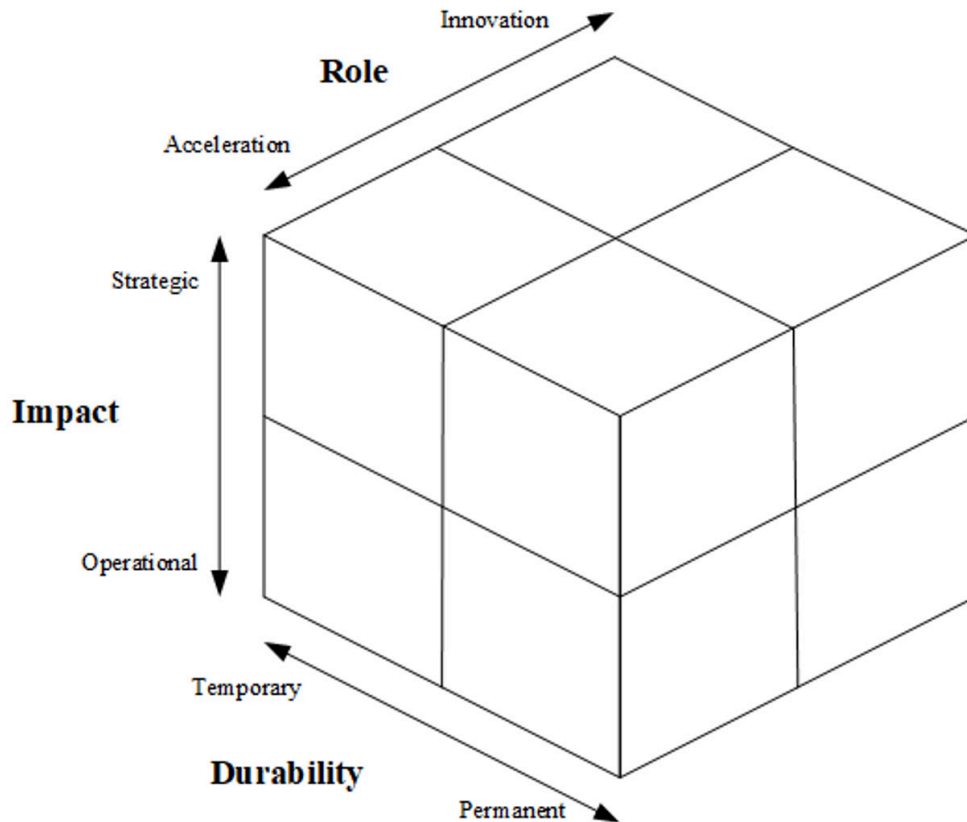 Innovation
Role
Acceleration
Strategic
Impact
Operational
Temporary
Durability
Permanent